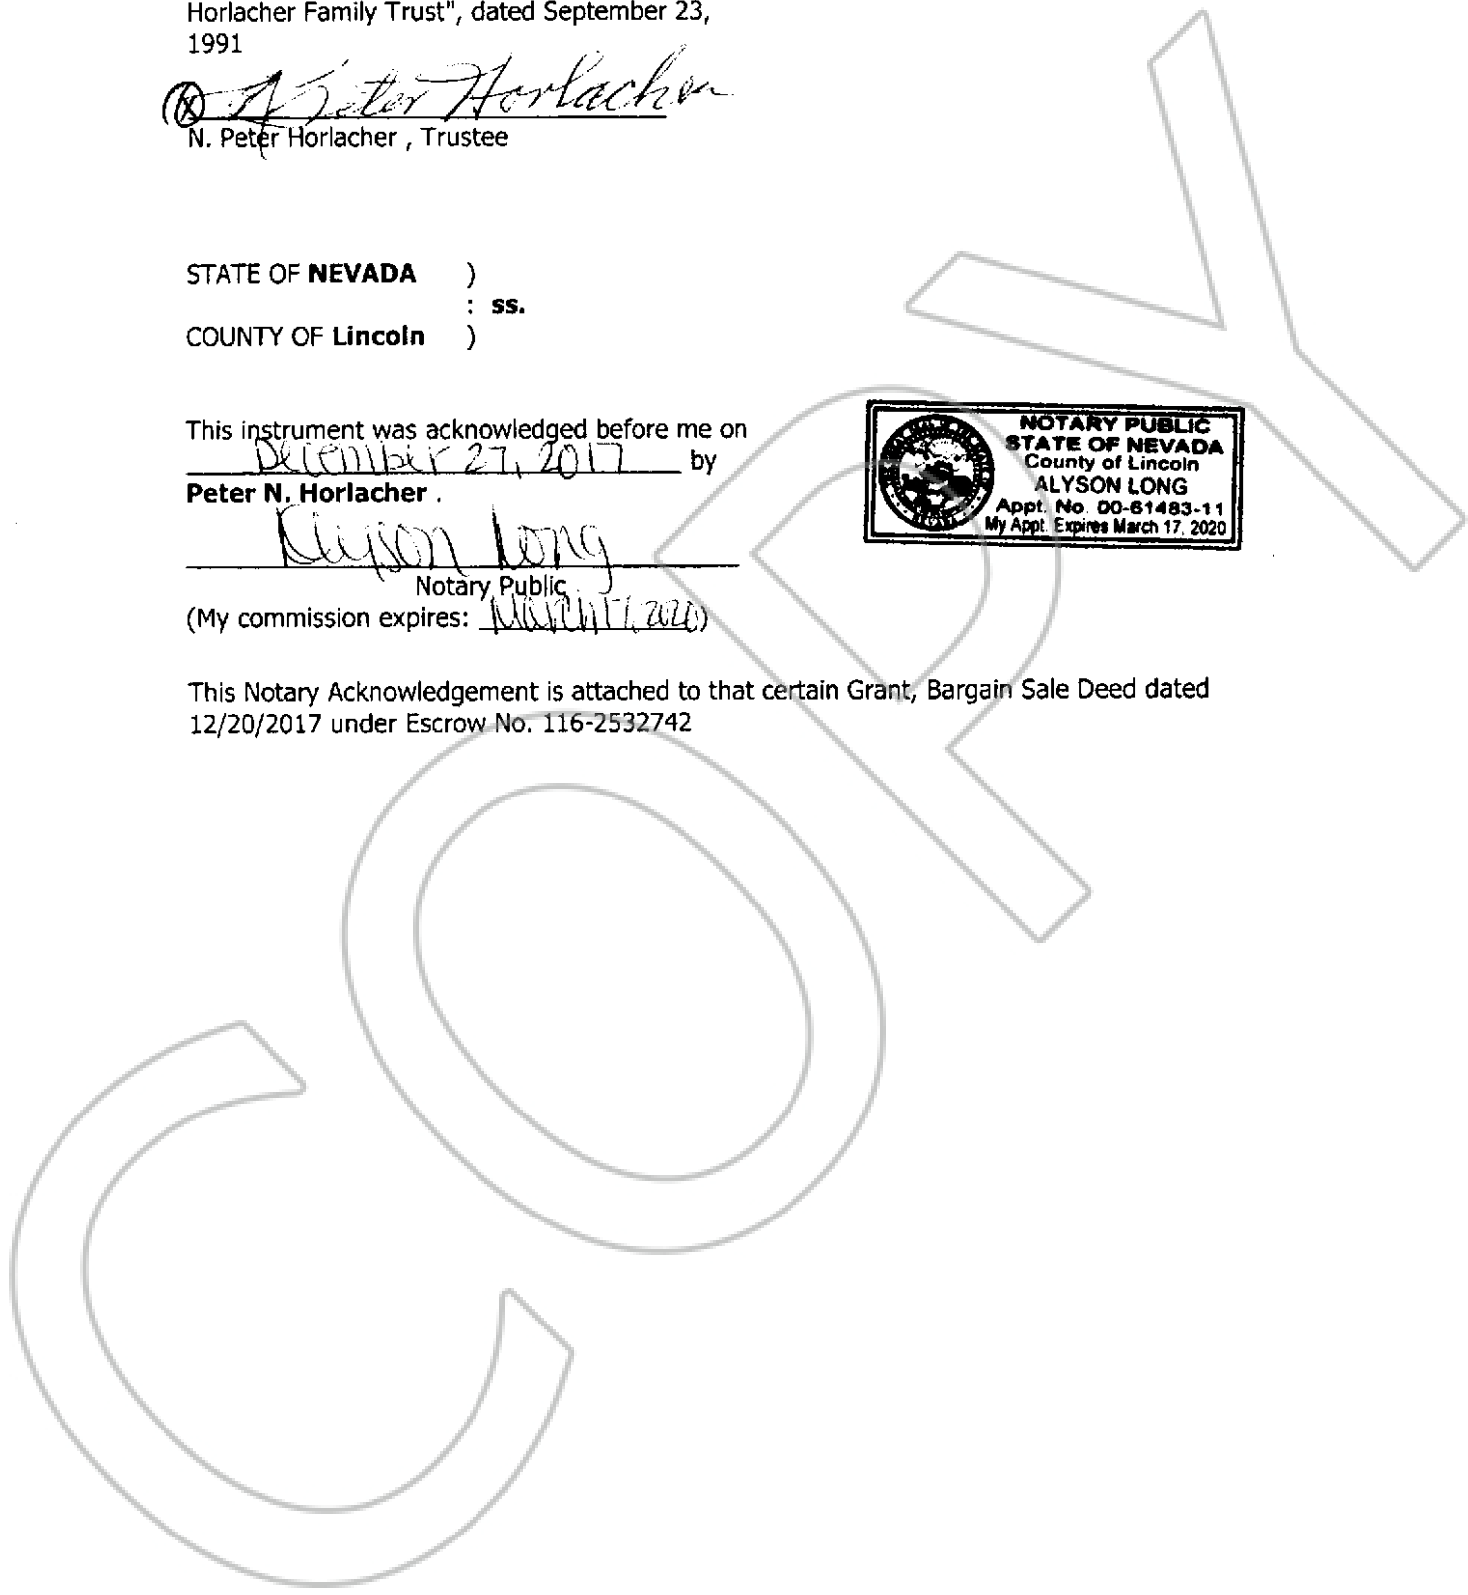 Horlacher Family Trust", dated September 23,
1991
N Peter Horlacher
N. Peter Horlacher , Trustee
STATE OF NEVADA )
: ss.
COUNTY OF Lincoln )
This instrument was acknowledged before me on
December 27, 2017 by
Peter N. Horlacher .
Alyson Long
Notary Public
(My commission expires: March 17, 2020)
NOTARY PUBLIC
STATE OF NEVADA
County of Lincoln
ALYSON LONG
Appt. No. 00-61483-11
My Appt. Expires March 17, 2020
This Notary Acknowledgement is attached to that certain Grant, Bargain Sale Deed dated
12/20/2017 under Escrow No. 116-2532742
COPY